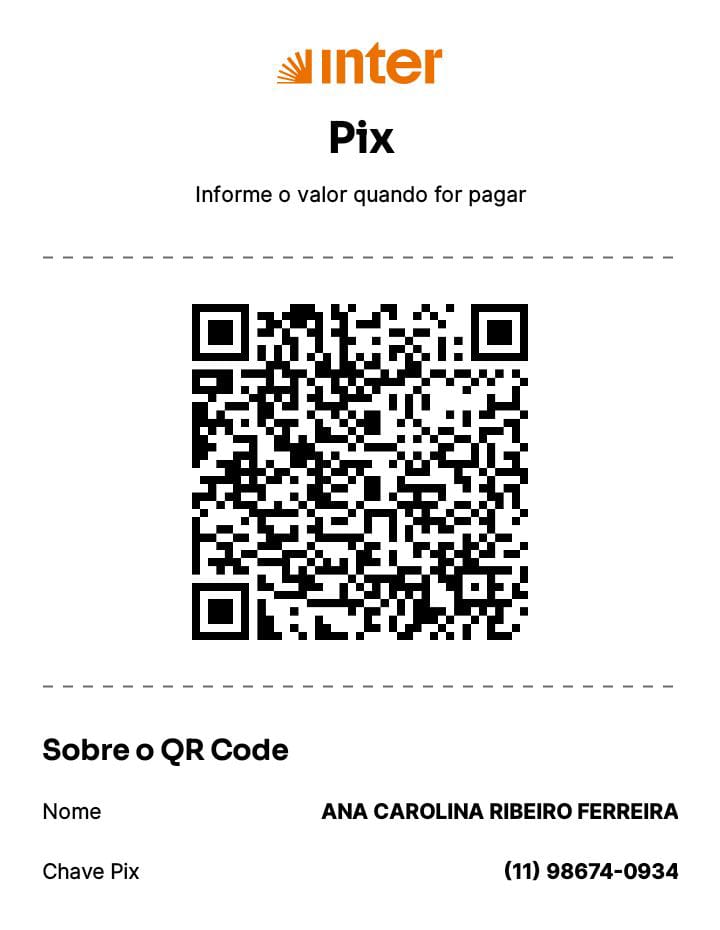 inter
Pix
Informe o valor quando for pagar
Sobre o QR Code
Nome ANA CAROLINA RIBEIRO FERREIRA
Chave Pix (11) 98674-0934